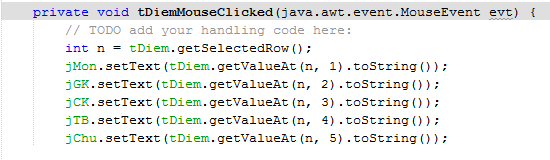 private void tDiemMouseClicked(java.awt.event.MouseEvent evt) {
// TODO add your handling code here:
int n = tDiem.getSelectedRow();
jMon.setText(tDiem.getValueAt(n, 1).toString());
jGK.setText(tDiem.getValueAt(n, 2).toString());
jCK.setText(tDiem.getValueAt(n, 3).toString());
jTB.setText(tDiem.getValueAt(n, 4).toString());
jChu.setText(tDiem.getValueAt(n, 5).toString());